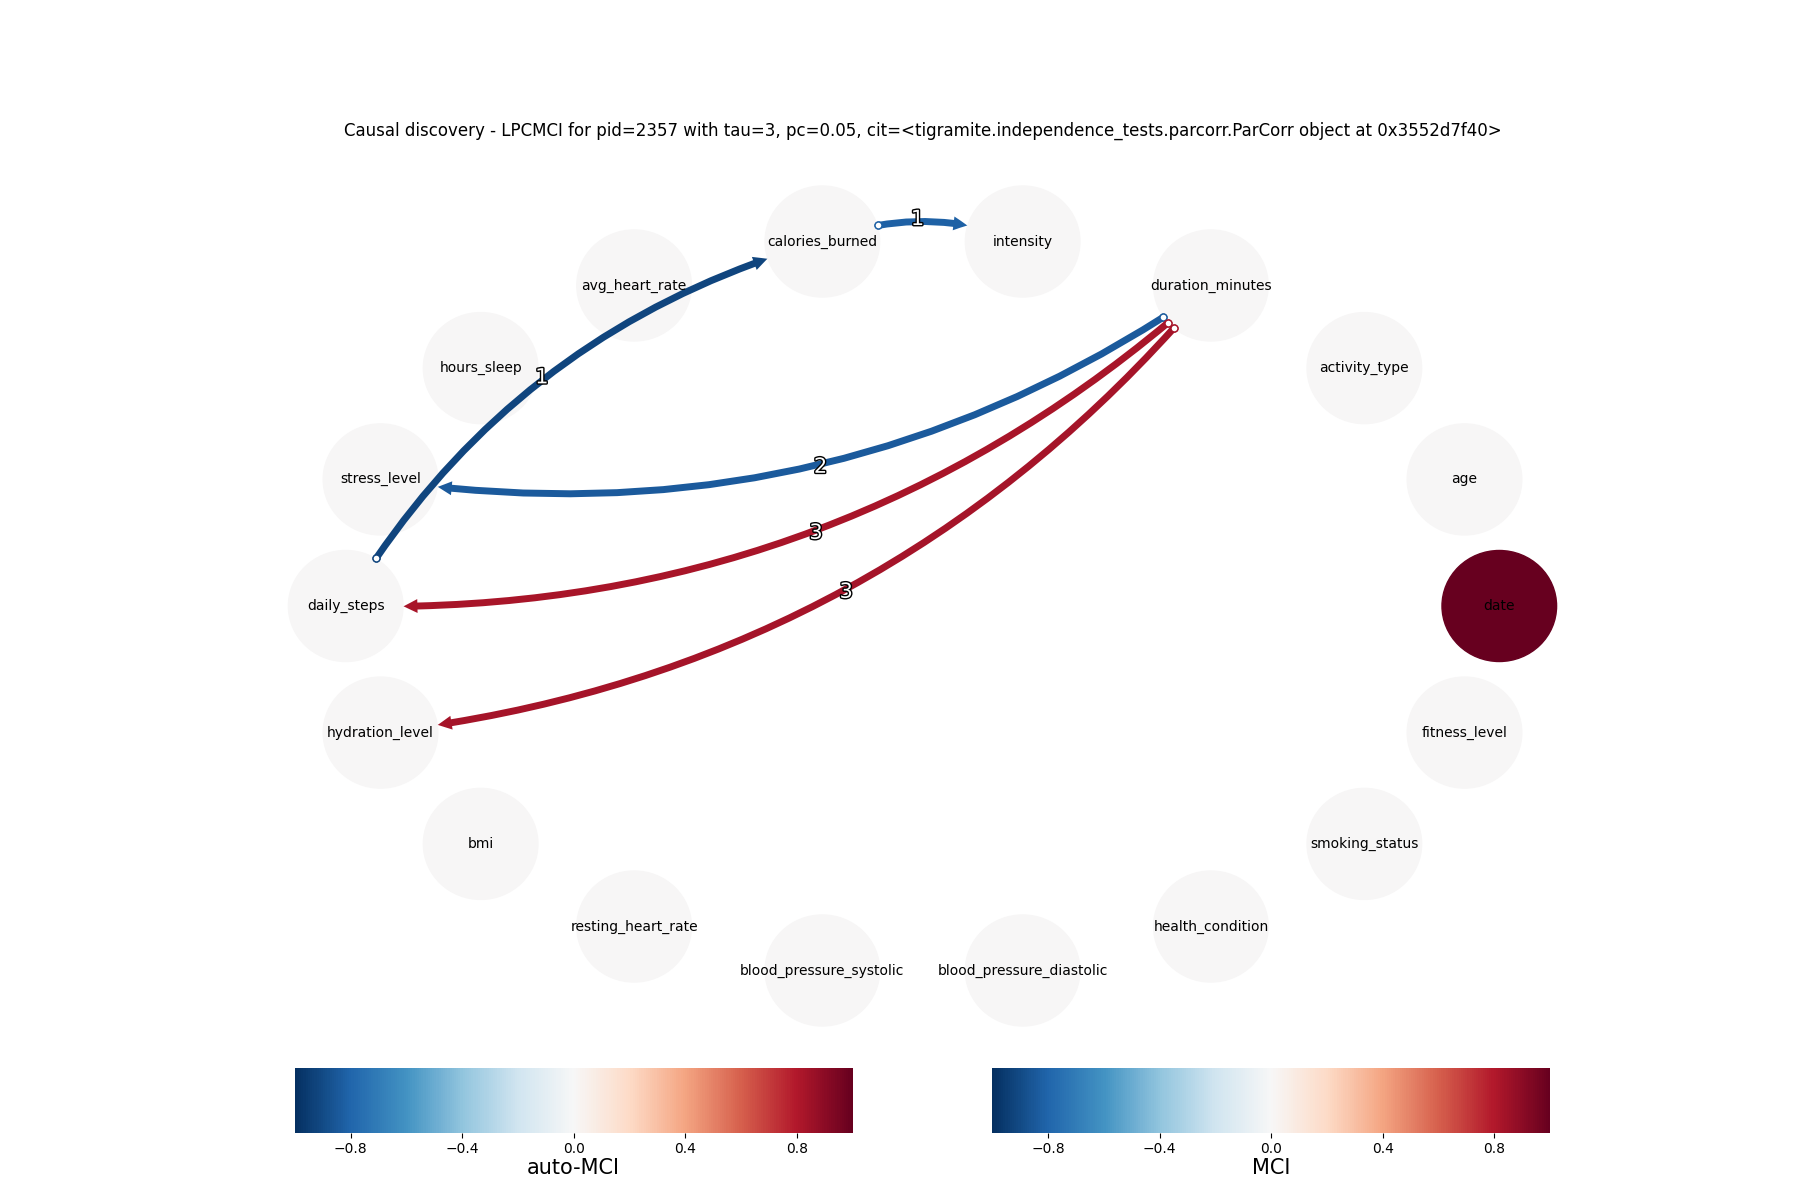 Causal discovery - LPCMCI for pid=2357 with tau=3, pc=0.05, cit=<tigramite.independence_tests.parcorr.ParCorr object at 0x3552d7f40>
calories_burned
1
intensity
avg_heart_rate
duration_minutes
hours_sleep
1
activity_type
stress_level
2
age
3
daily_steps
3
date
hydration_level
fitness_level
bmi
smoking_status
resting_heart_rate
health_condition
blood_pressure_systolic
blood_pressure_diastolic
−0.8 −0.4 0.0 0.4 0.8
auto-MCI
−0.8 −0.4 0.0 0.4 0.8
MCI